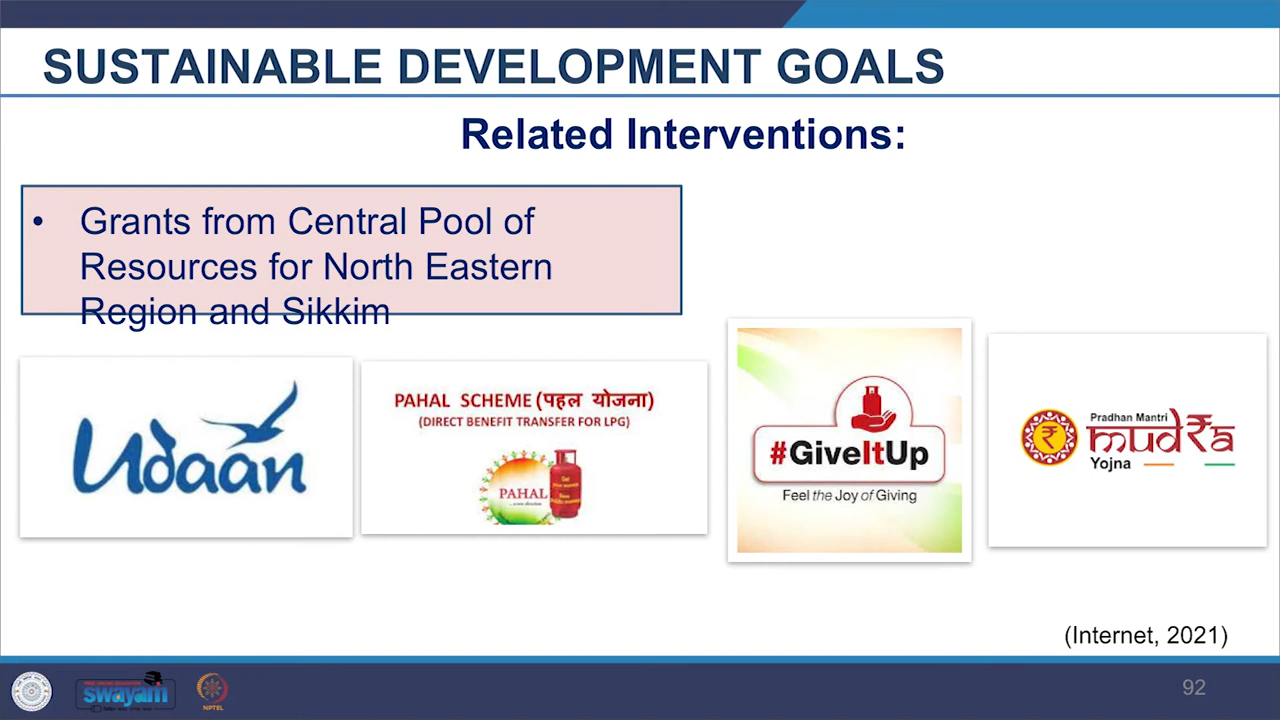 SUSTAINABLE DEVELOPMENT GOALS
Related Interventions:
• Grants from Central Pool of
Resources for North Eastern
Region and Sikkim
Udaan
PAHAL SCHEME (पहल योजना)
(DIRECT BENEFIT TRANSFER FOR LPG)
PAHAL
#GiveItUp
Feel the Joy of Giving
Pradhan Mantri
mudRa
Yojna
(Internet, 2021)
swayam
NPTEL
92